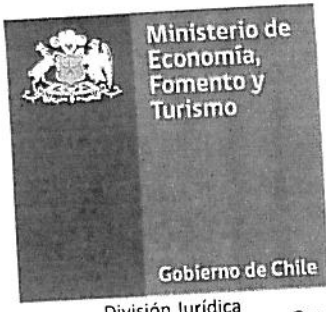 Ministerio de
Economía,
Fomento y
Turismo
Gobierno de Chile
División Jurídica